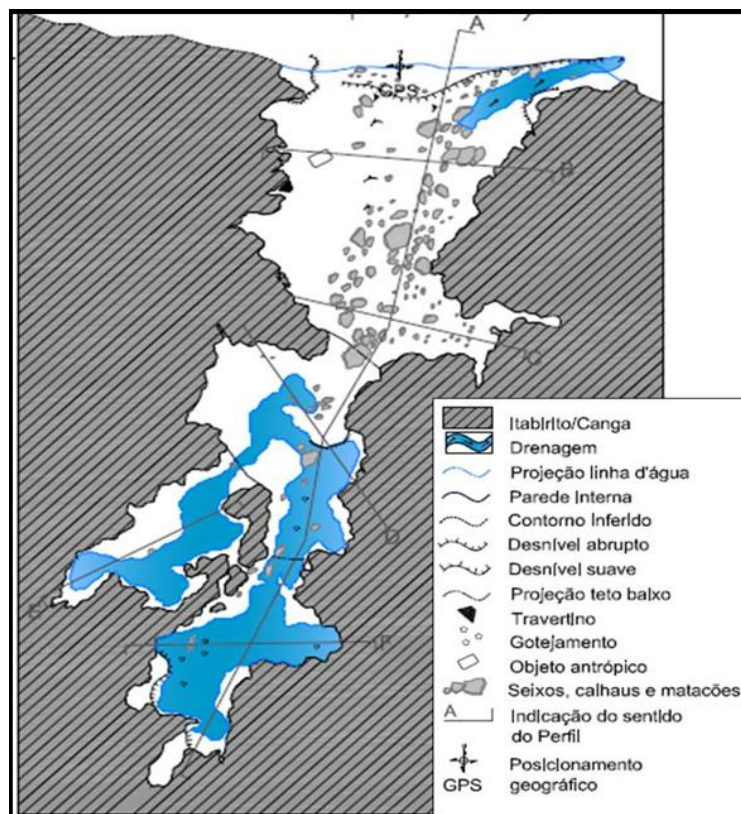 A
GPS
B
C
D
E
F
Itabirito/Canga
Drenagem
Projeção linha d'água
Parede Interna
Contorno Inferido
Desnível abrupto
Desnível suave
Projeção teto baixo
Travertino
Gotejamento
Objeto antrópico
Seixos, calhaus e matacões
A
Indicação do sentido
do Perfil
GPS
Posicionamento
geográfico